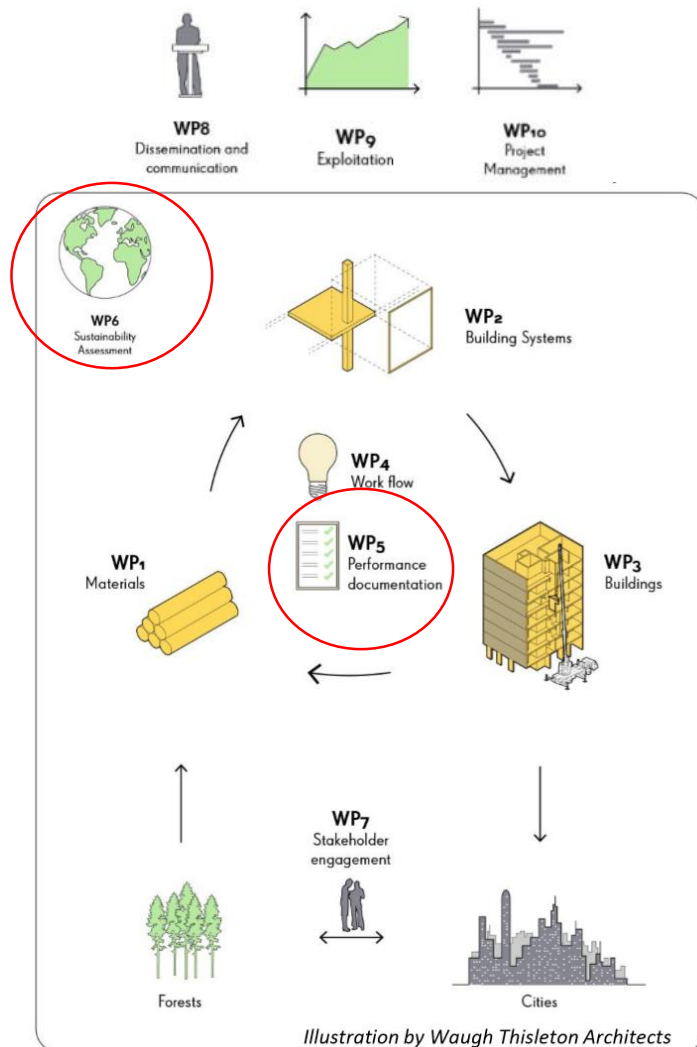 WP8
Dissemination and
communication
WP9
Exploitation
WP10
Project
Management
WP6
Sustainability
Assessment
WP2
Building Systems
WP4
Work flow
WP5
Performance
documentation
WP1
Materials
WP3
Buildings
WP7
Stakeholder
engagement
Forests
Cities
Illustration by Waugh Thisleton Architects